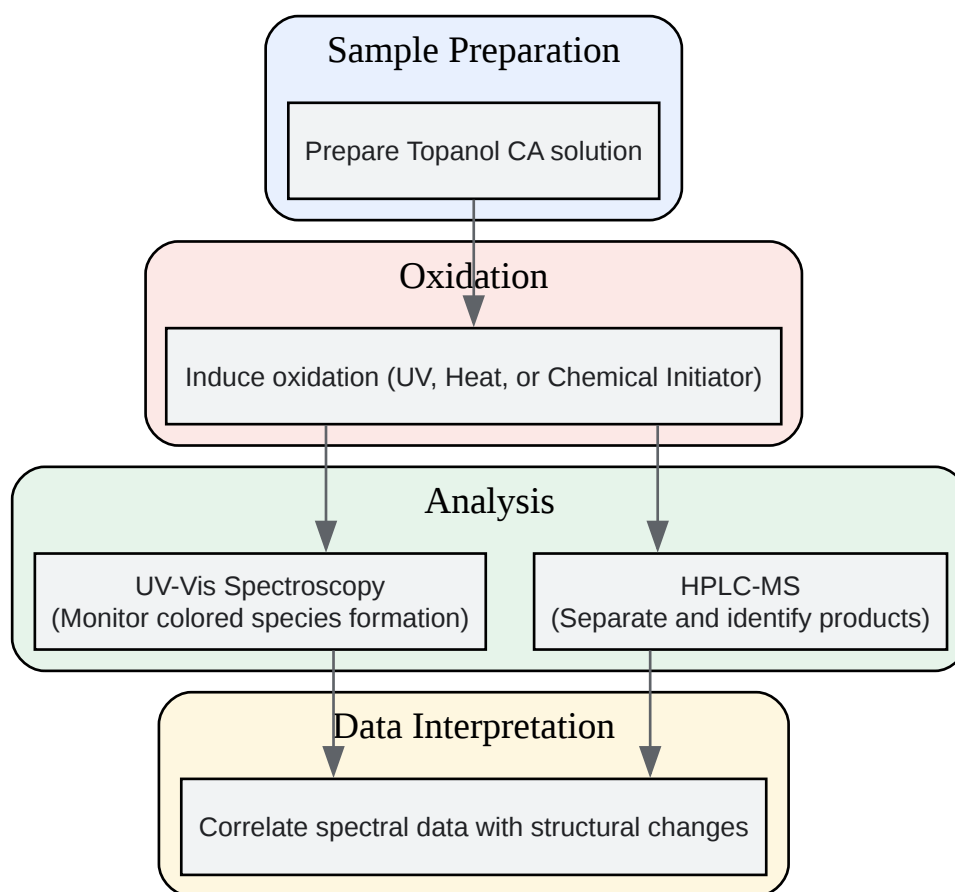 Sample Preparation
Prepare Topanol CA solution
Oxidation
Induce oxidation (UV, Heat, or Chemical Initiator)
Analysis
UV-Vis Spectroscopy
(Monitor colored species formation)
HPLC-MS
(Separate and identify products)
Data Interpretation
Correlate spectral data with structural changes